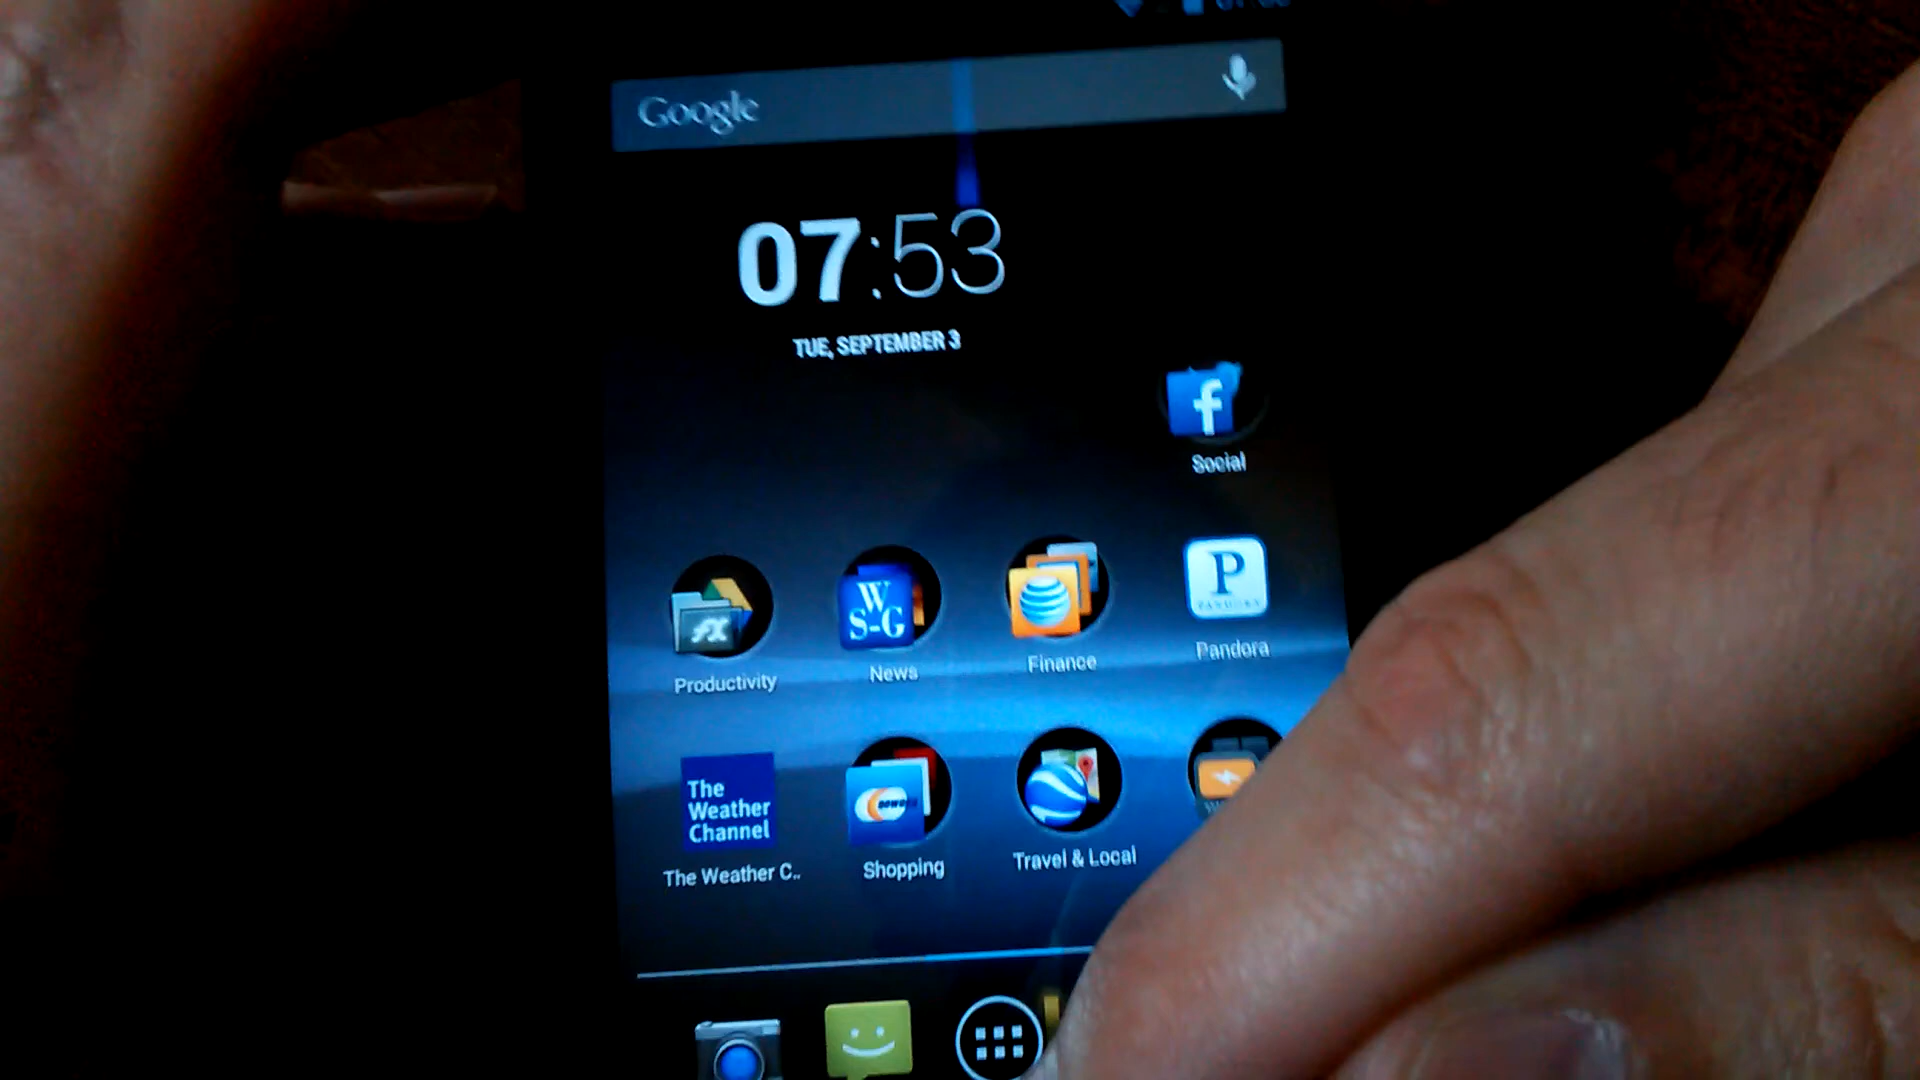 Google
07:53
TUE, SEPTEMBER 3
f
Social
fx
Productivity
W
S-G
News
Finance
P
PANDORA
Pandora
The
Weather
Channel
The Weather C..
Shopping
Travel & Local